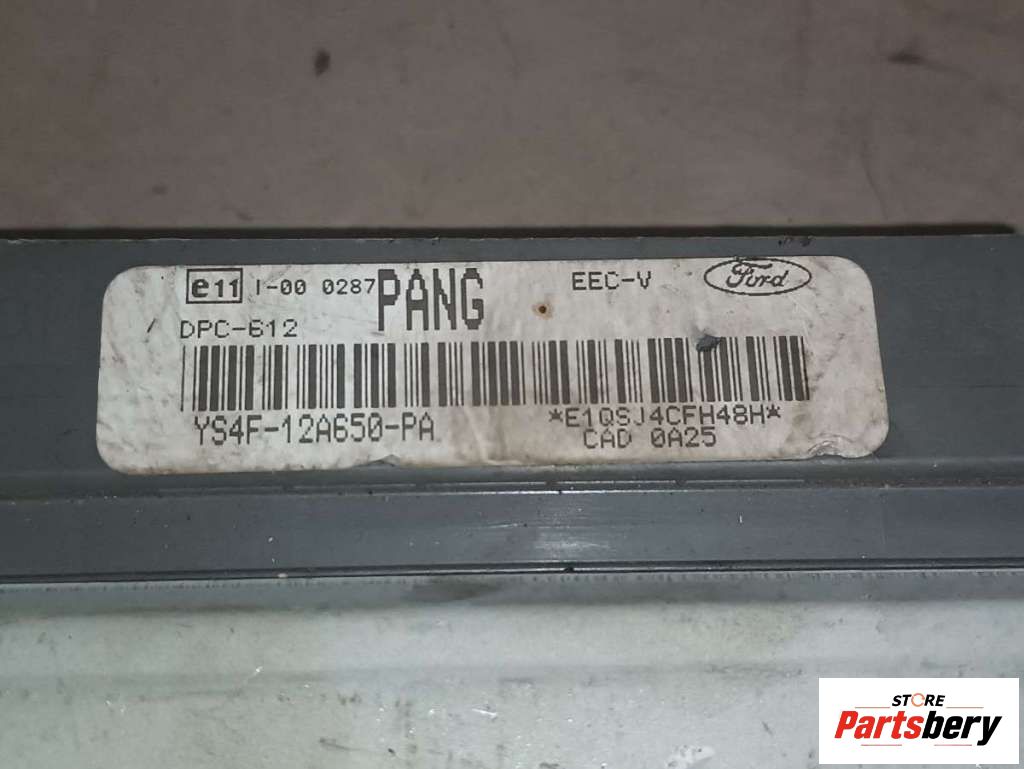 e11 I-00 0287 PANG EEC-V Ford
DPC-612
YS4F-12A650-PA *E1QSJ4CFH48H*
CAD 0A25
STORE
Partsbery